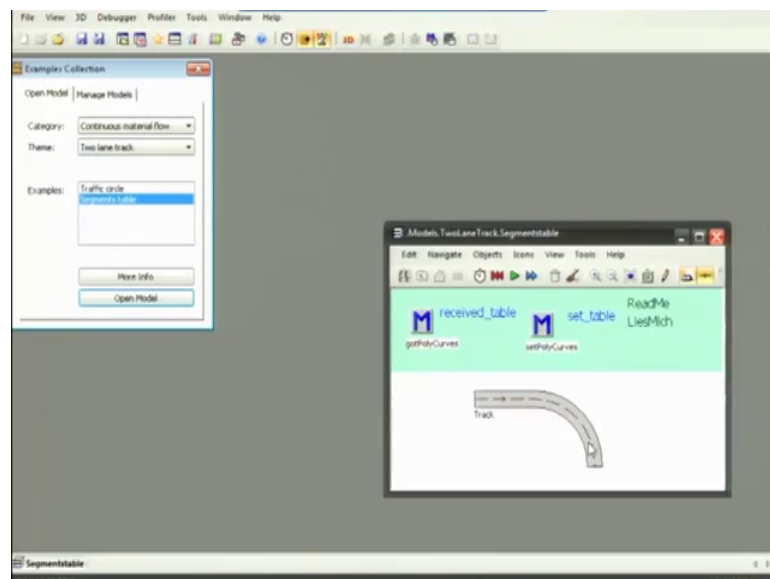 File View 3D Debugger Profiler Tools Window Help
Examples Collection
Open Model Manage Models
Category: Continuous material flow
Theme: Two lane track
Examples: Traffic circle
Segments table
More Info
Open Model
.Models.TwoLaneTrack.Segmentstable
Edit Navigate Objects Icons View Tools Help
M received_table M set_table ReadMe
LiesMich
gotPolyCurves setPolyCurves
Track
Segmentstable